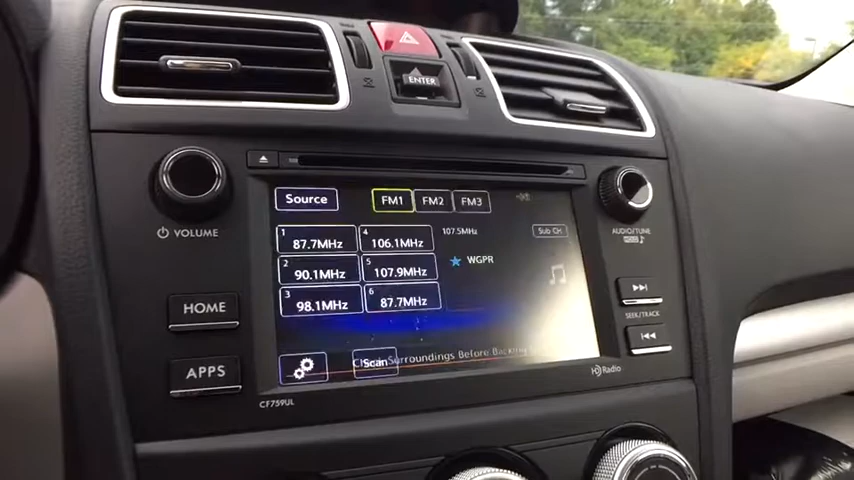 ENTER
Source
FM1 FM2 FM3
1 87.7MHz
4 106.1MHz
107.5MHz
Sub CH
2 90.1MHz
5 107.9MHz
WGPR
3 98.1MHz
6 87.7MHz
Scan
Surroundings Before Backing
VOLUME
HOME
APPS
CF759UL
AUDIO/TUNE
SEEK/TRACK
HD Radio